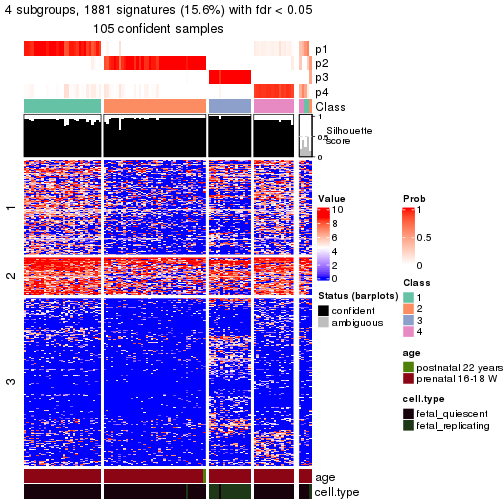 4 subgroups, 1881 signatures (15.6%) with fdr < 0.05
105 confident samples
p1
p2
p3
p4
Class
1
0.5
0
Silhouette
score
1
2
3
age
cell.type
Value
10
8
6
4
2
0
Status (barplots)
confident
ambiguous
Prob
1
0.5
0
Class
1
2
3
4
age
postnatal 22 years
prenatal 16-18 W
cell.type
fetal_quiescent
fetal_replicating